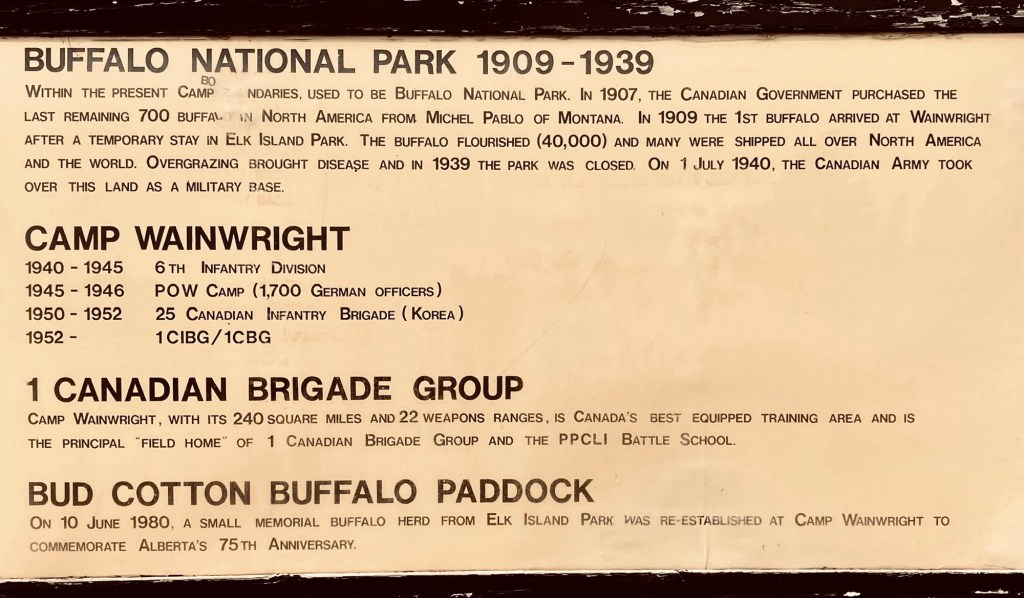 BUFFALO NATIONAL PARK 1909-1939
WITHIN THE PRESENT CAMP BO NDARIES, USED TO BE BUFFALO NATIONAL PARK. IN 1907, THE CANADIAN GOVERNMENT PURCHASED THE
LAST REMAINING 700 BUFFA IN NORTH AMERICA FROM MICHEL PABLO OF MONTANA. IN 1909 THE 1ST BUFFALO ARRIVED AT WAINWRIGHT
AFTER A TEMPORARY STAY IN ELK ISLAND PARK. THE BUFFALO FLOURISHED (40,000) AND MANY WERE SHIPPED ALL OVER NORTH AMERICA
AND THE WORLD. OVERGRAZING BROUGHT DISEASE AND IN 1939 THE PARK WAS CLOSED. ON 1 JULY 1940, THE CANADIAN ARMY TOOK
OVER THIS LAND AS A MILITARY BASE.
CAMP WAINWRIGHT
1940 - 1945 6TH INFANTRY DIVISION
1945 - 1946 POW CAMP (1,700 GERMAN OFFICERS)
1950 - 1952 25 CANADIAN INFANTRY BRIGADE (KOREA)
1952 - 1CIBG/1CBG
1 CANADIAN BRIGADE GROUP
CAMP WAINWRIGHT, WITH ITS 240 SQUARE MILES AND 22 WEAPONS RANGES, IS CANADA'S BEST EQUIPPED TRAINING AREA AND IS
THE PRINCIPAL "FIELD HOME" OF 1 CANADIAN BRIGADE GROUP AND THE PPCLI BATTLE SCHOOL.
BUD COTTON BUFFALO PADDOCK
ON 10 JUNE 1980, A SMALL MEMORIAL BUFFALO HERD FROM ELK ISLAND PARK WAS RE-ESTABLISHED AT CAMP WAINWRIGHT TO
COMMEMORATE ALBERTA'S 75TH ANNIVERSARY.